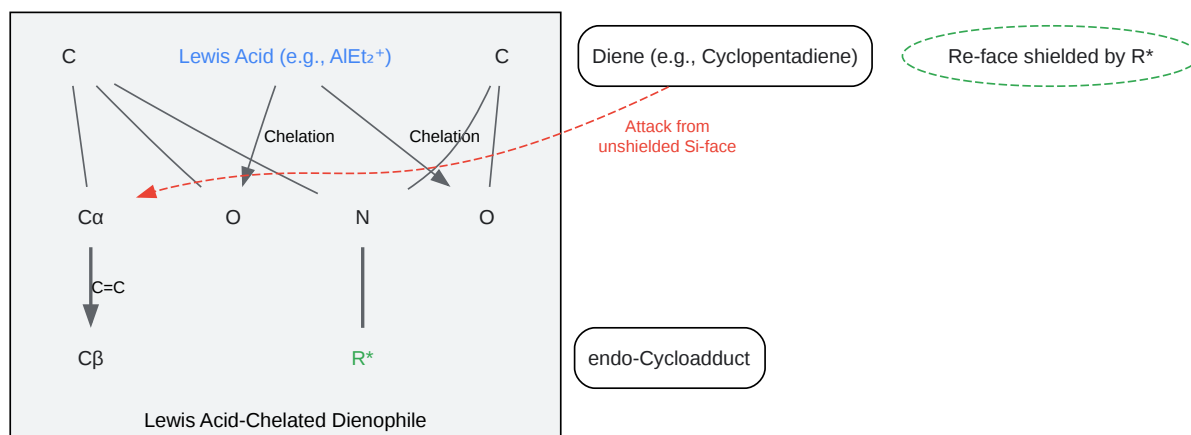 C
Lewis Acid (e.g., AlEt₂⁺)
C
Diene (e.g., Cyclopentadiene)
Re-face shielded by R*
Chelation
Chelation
Attack from
unshielded Si-face
Cα
O
N
O
C=C
Cβ
R*
endo-Cycloadduct
Lewis Acid-Chelated Dienophile